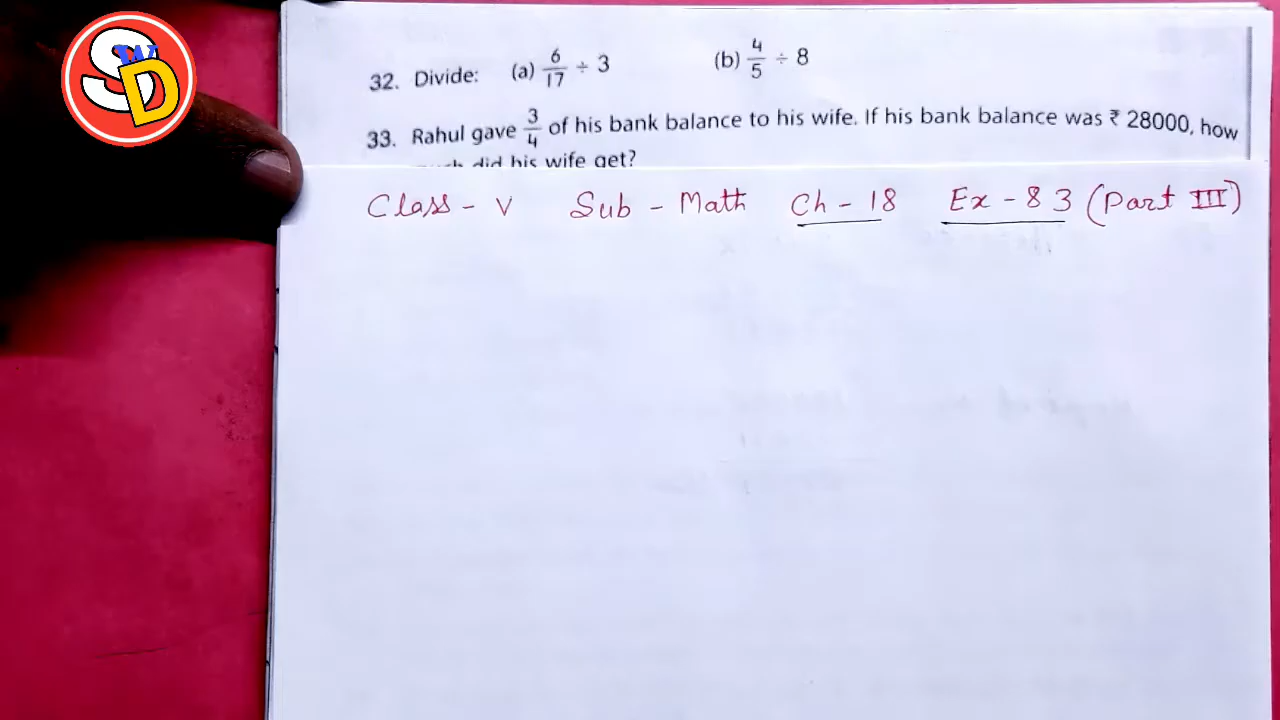 SWD
32. Divide: (a) 6/17 ÷ 3 (b) 4/5 ÷ 8
33. Rahul gave 3/4 of his bank balance to his wife. If his bank balance was ₹ 28000, how
did his wife get?
Class - V Sub - Math Ch - 18 Ex - 83 (Part III)